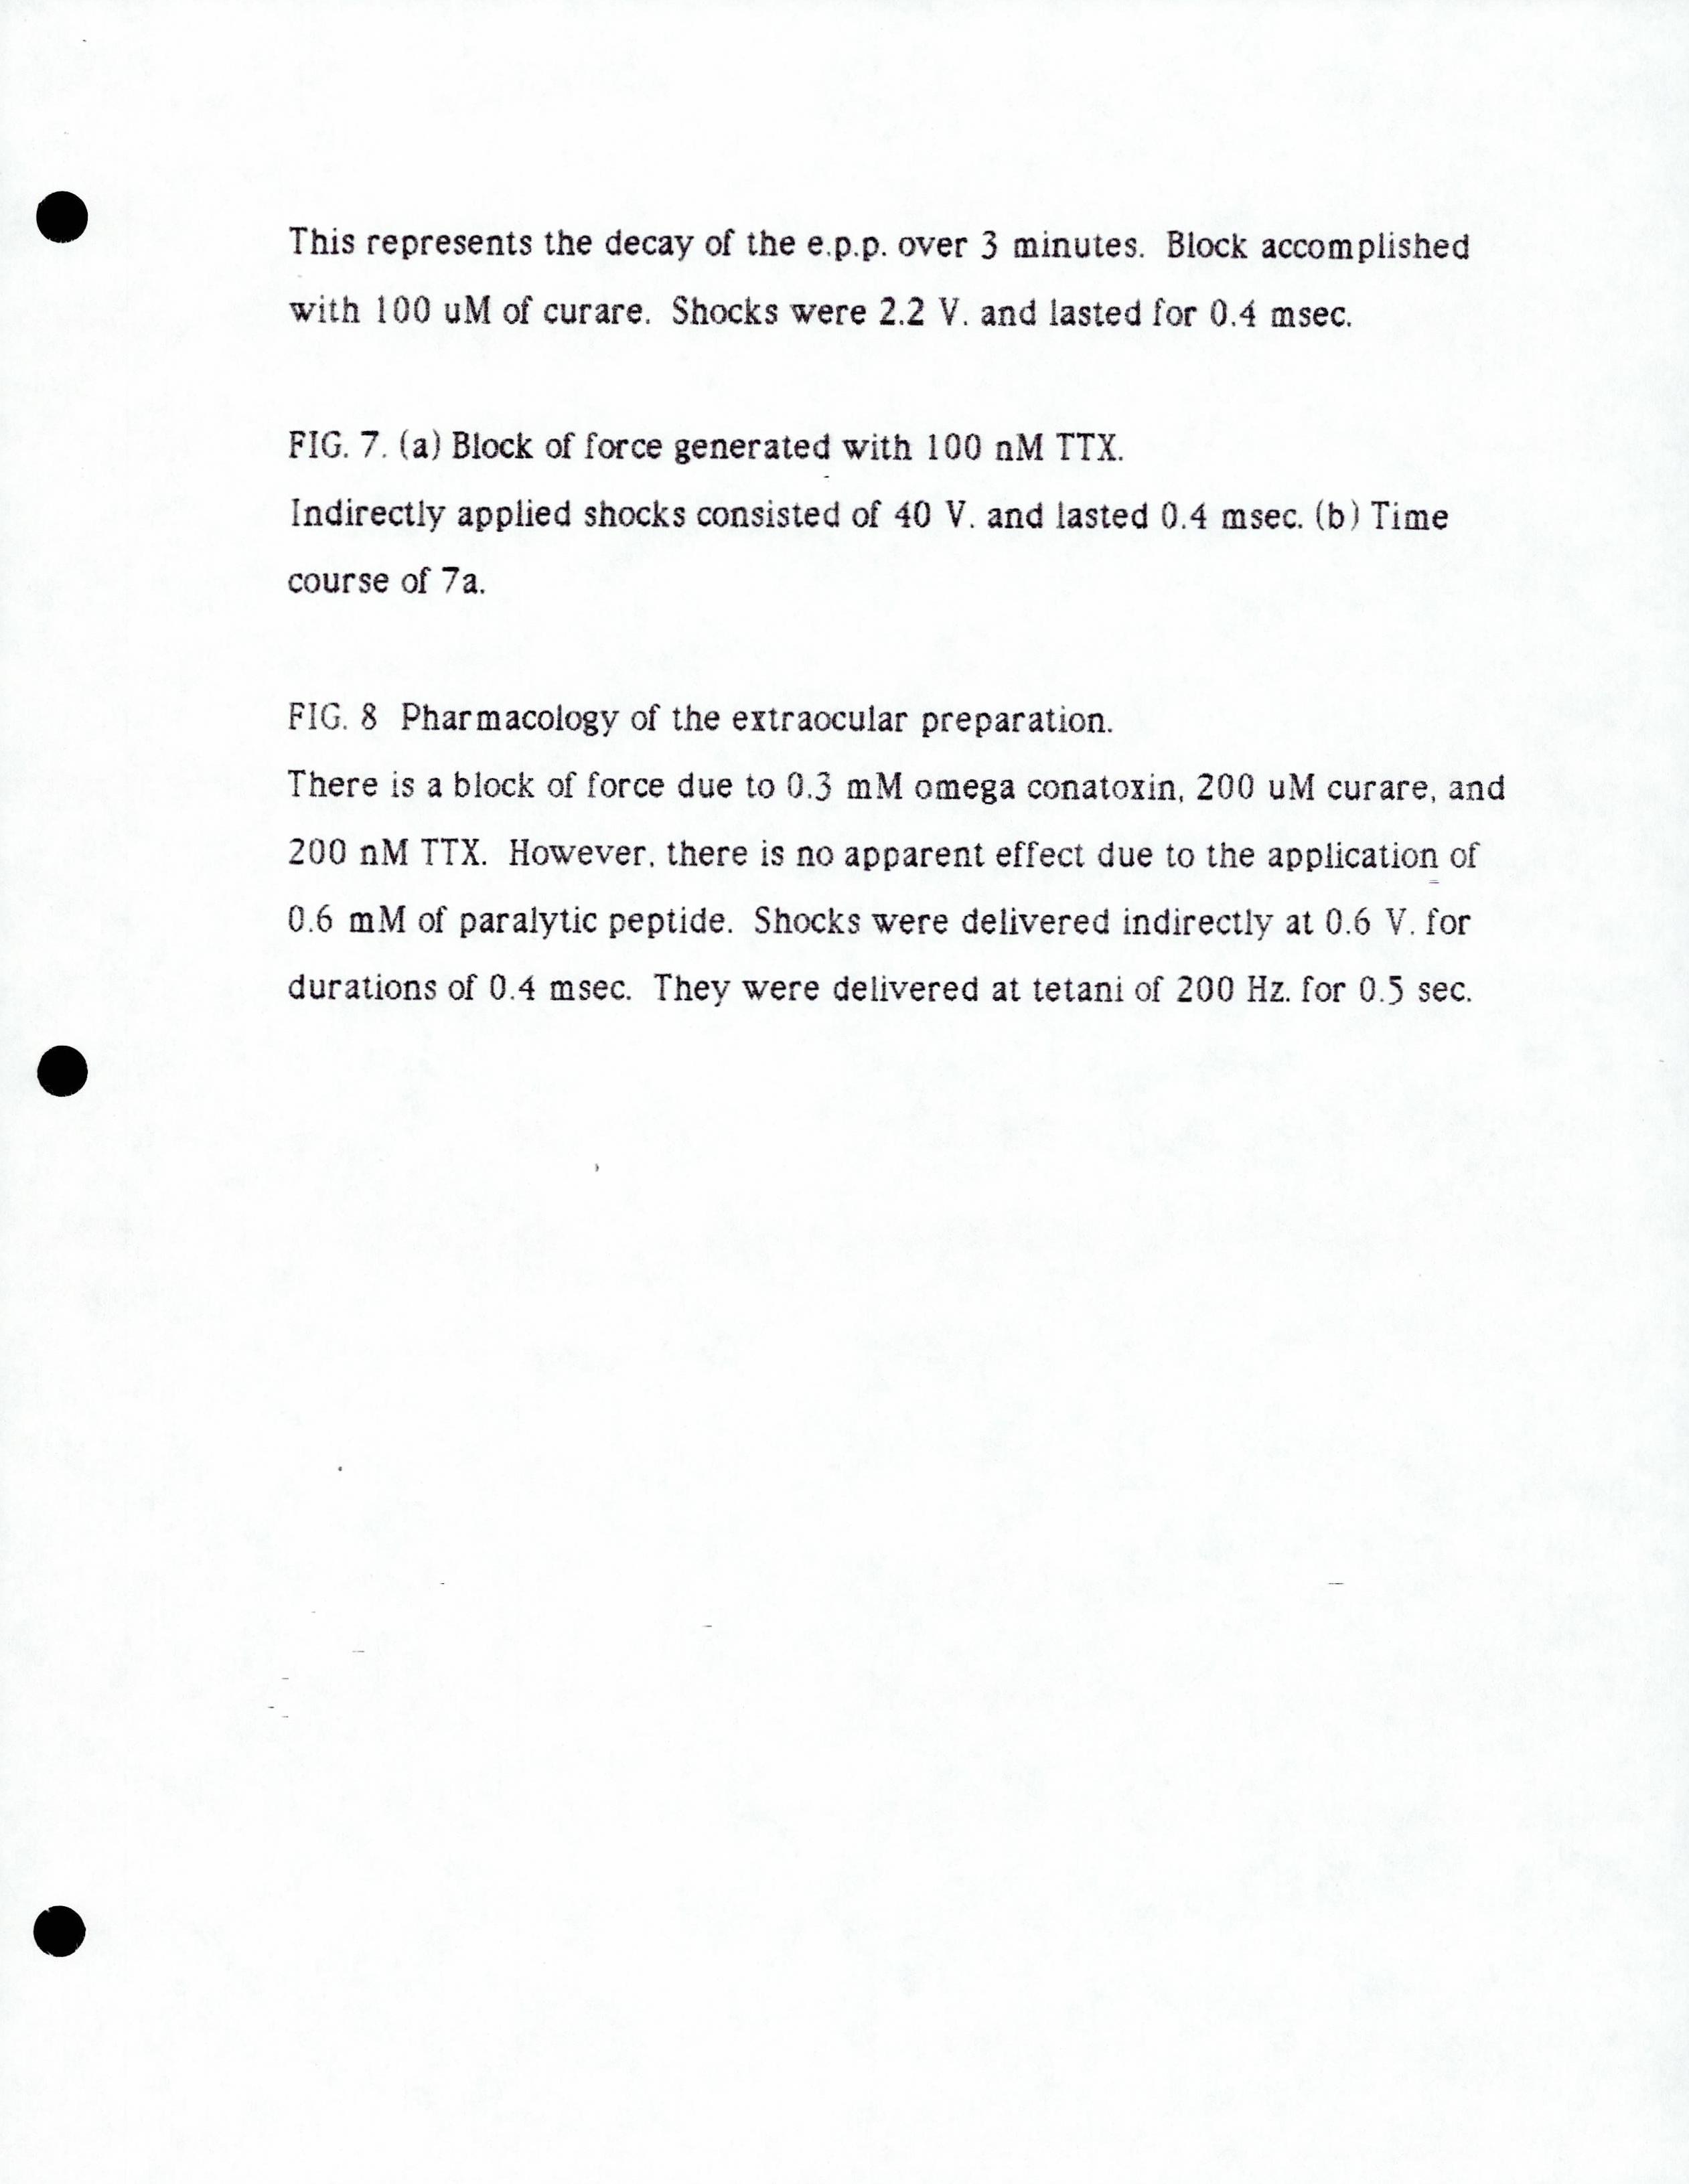 This represents the decay of the e.p.p. over 3 minutes. Block accomplished
with 100 uM of curare. Shocks were 2.2 V. and lasted for 0.4 msec.
FIG. 7. (a) Block of force generated with 100 nM TTX.
Indirectly applied shocks consisted of 40 V. and lasted 0.4 msec. (b) Time
course of 7a.
FIG. 8 Pharmacology of the extraocular preparation.
There is a block of force due to 0.3 mM omega conatoxin, 200 uM curare, and
200 nM TTX. However, there is no apparent effect due to the application of
0.6 mM of paralytic peptide. Shocks were delivered indirectly at 0.6 V. for
durations of 0.4 msec. They were delivered at tetani of 200 Hz. for 0.5 sec.